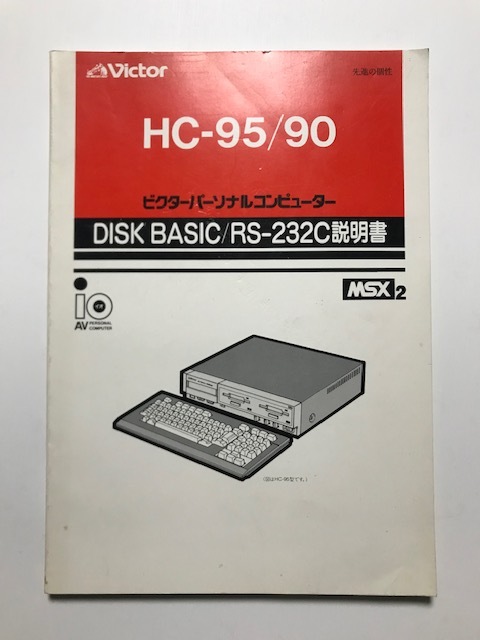 Victor
先進の個性
HC-95/90
ビクターパーソナルコンピューター
DISK BASIC/RS-232C説明書
io
AV PERSONAL COMPUTER
MSX2
(図はHC-95型です。)